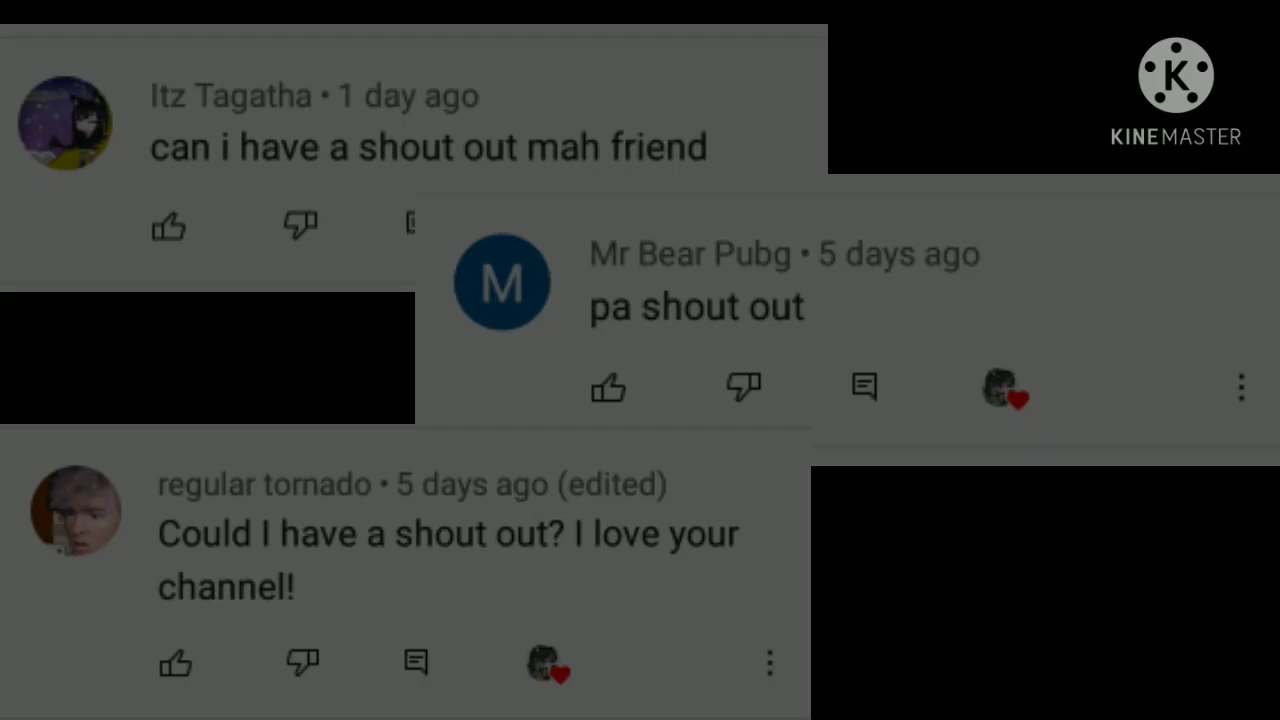 Itz Tagatha • 1 day ago
can i have a shout out mah friend
K
KINEMASTER
M
Mr Bear Pubg • 5 days ago
pa shout out
regular tornado • 5 days ago (edited)
Could I have a shout out? I love your
channel!